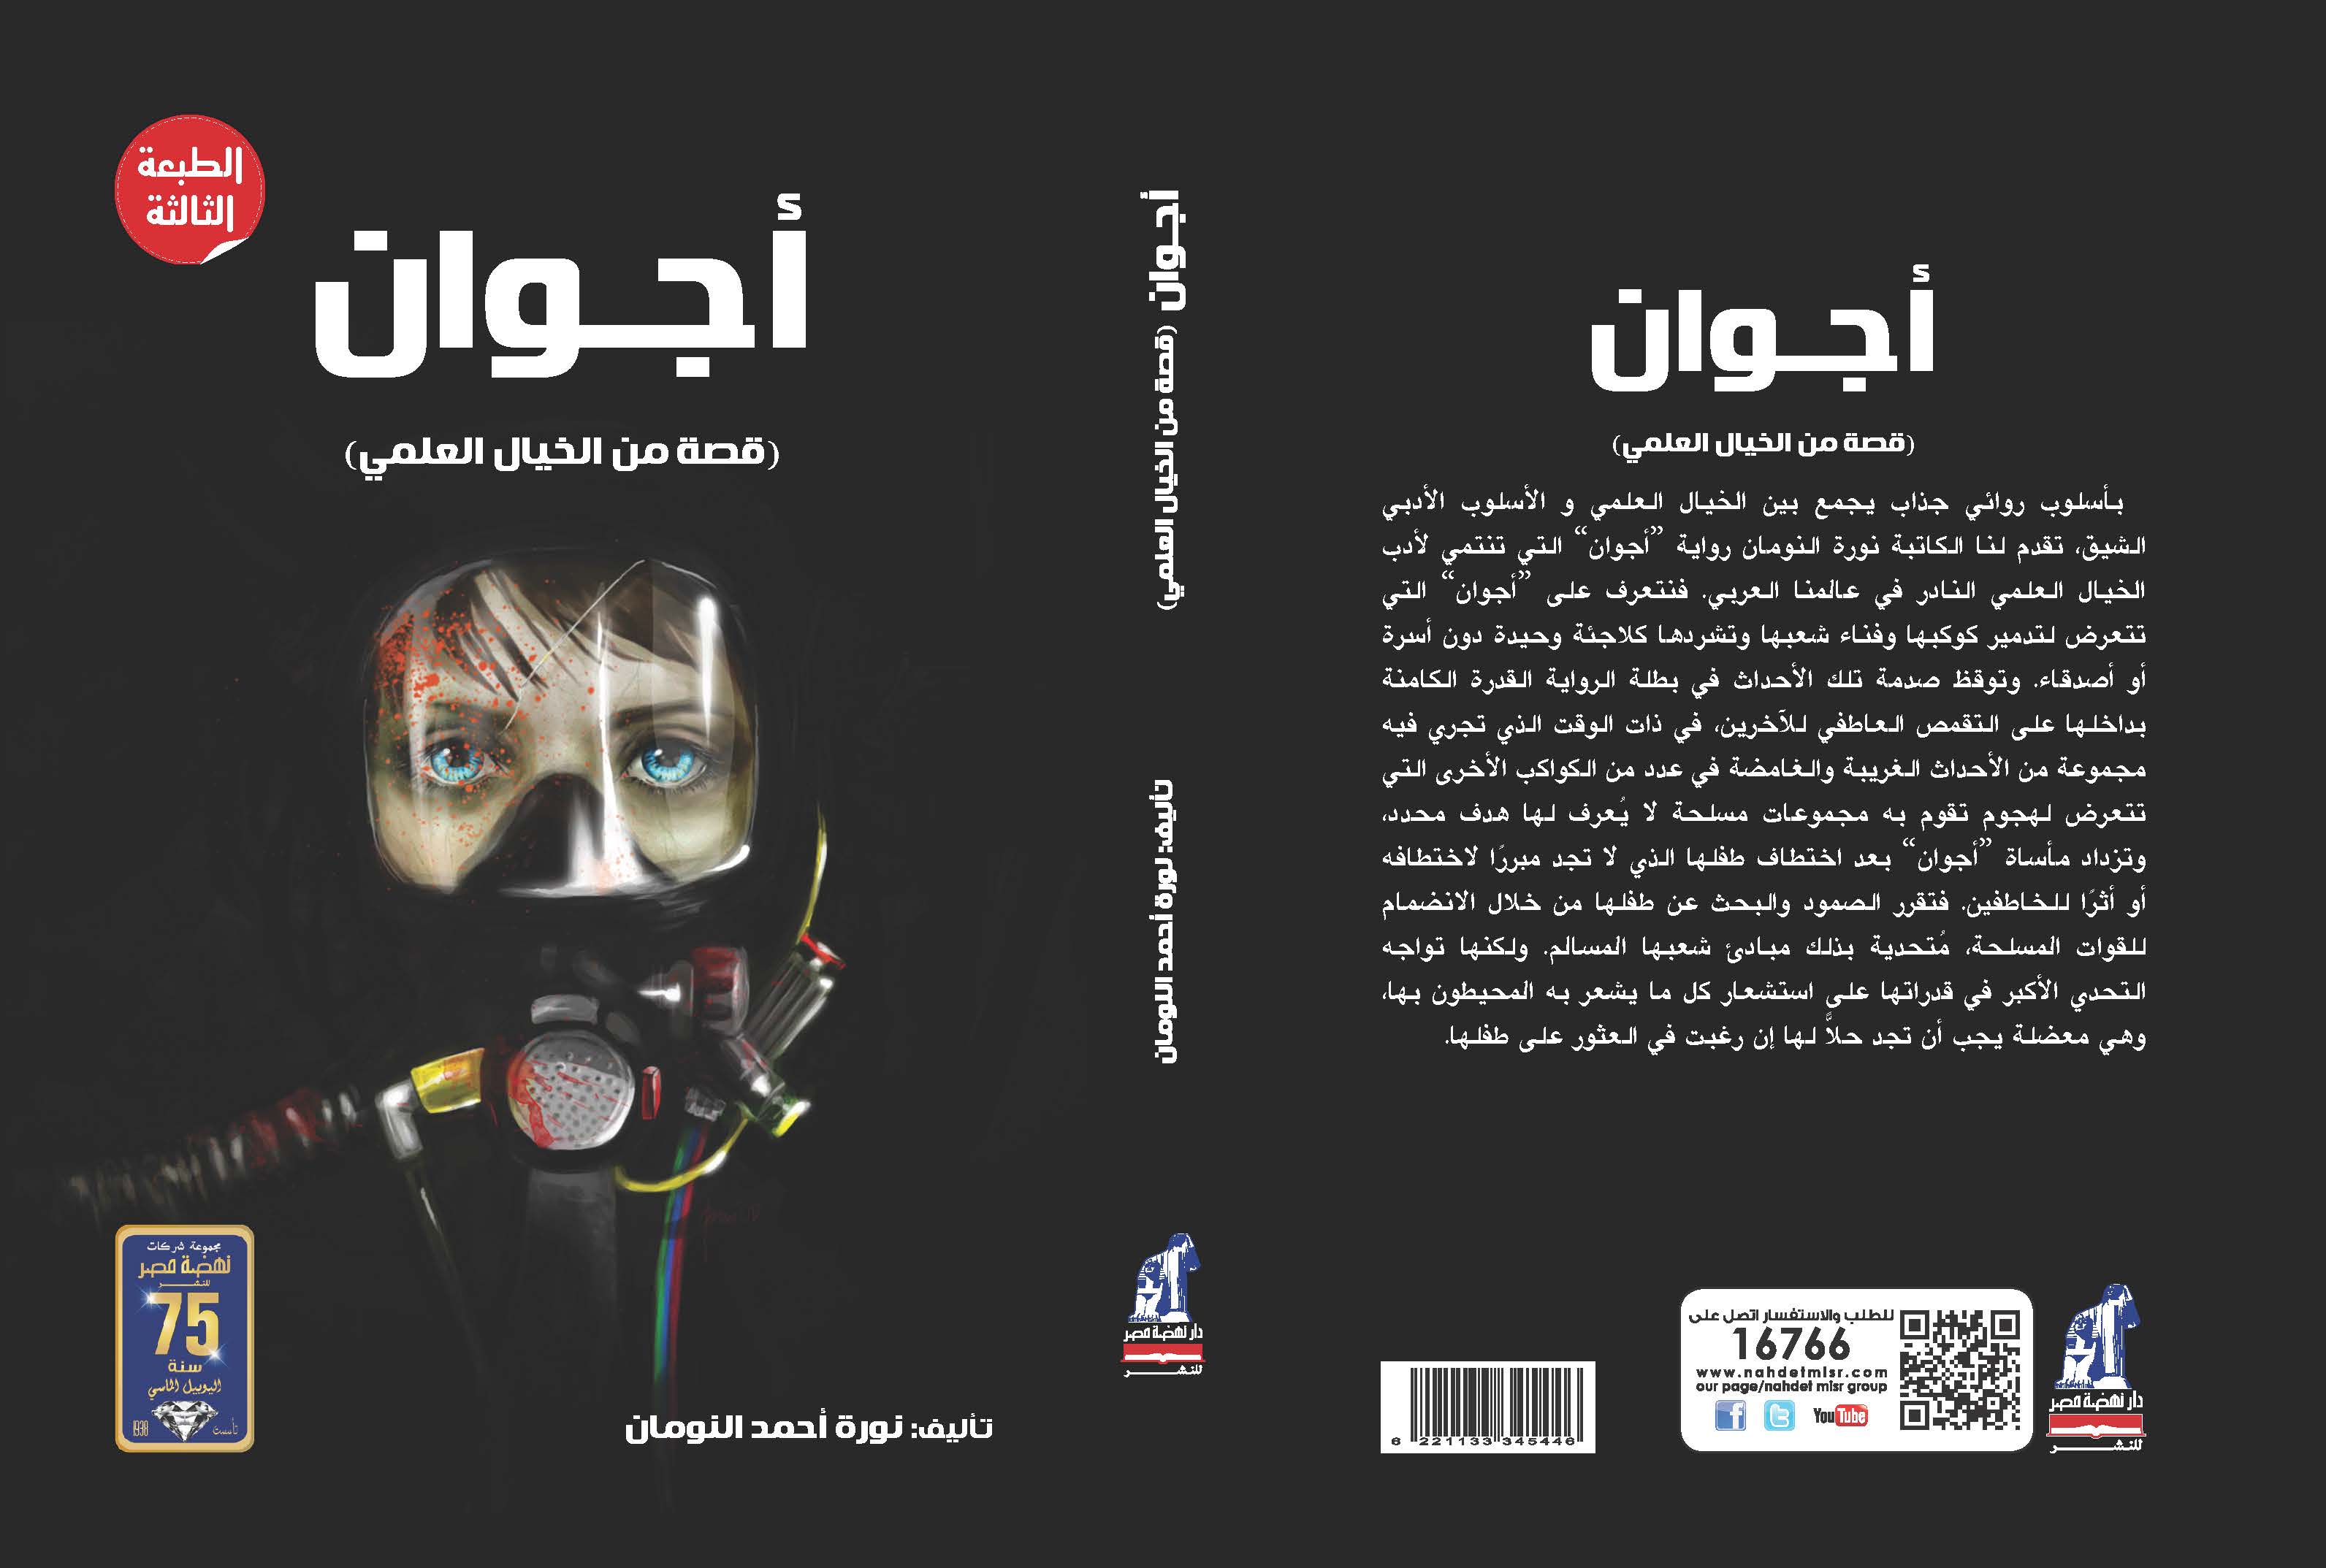 الطبعة
الثالثة
أجوان
(قصة من الخيال العلمي)
مجموعة شركات
نهضة مصر
للنشر
75
سنة
اليوبيل الماسي
تأسست
1938
تأليف: نورة أحمد النومان
أجوان (قصة من الخيال العلمي)
تأليف: نورة أحمد النومان
دار نهضة مصر
للنشر
أجوان
(قصة من الخيال العلمي)
بأسلوب روائي جذاب يجمع بين الخيال العلمي و الأسلوب الأدبي
الشيق، تقدم لنا الكاتبة نورة النومان رواية ”أجوان“ التي تنتمي لأدب
الخيال العلمي النادر في عالمنا العربي. فنتعرف على ”أجوان“ التي
تتعرض لتدمير كوكبها وفناء شعبها وتشردها كلاجئة وحيدة دون أسرة
أو أصدقاء. وتوقظ صدمة تلك الأحداث في بطلة الرواية القدرة الكامنة
بداخلها على التقمص العاطفي للآخرين، في ذات الوقت الذي تجري فيه
مجموعة من الأحداث الغريبة والغامضة في عدد من الكواكب الأخرى التي
تتعرض لهجوم تقوم به مجموعات مسلحة لا يُعرف لها هدف محدد،
وتزداد مأساة ”أجوان“ بعد اختطاف طفلها الذي لا تجد مبررًا لاختطافه
أو أثرًا للخاطفين. فتقرر الصمود والبحث عن طفلها من خلال الانضمام
للقوات المسلحة، مُتحدية بذلك مبادئ شعبها المسالم. ولكنها تواجه
التحدي الأكبر في قدراتها على استشعار كل ما يشعر به المحيطون بها،
وهي معضلة يجب أن تجد حلاًّ لها إن رغبت في العثور على طفلها.
6 221133 345446
للطلب والاستفسار اتصل على
16766
www.nahdetmisr.com
our page/nahdet misr group
YouTube
دار نهضة مصر
للنشر